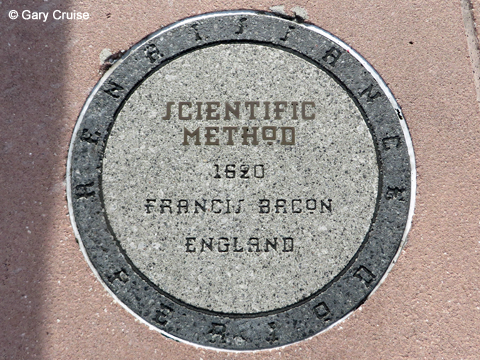 © Gary Cruise
RENAISSANCE
SCIENTIFIC
METHOD
1620
FRANCIS BACON
ENGLAND
PERIOD